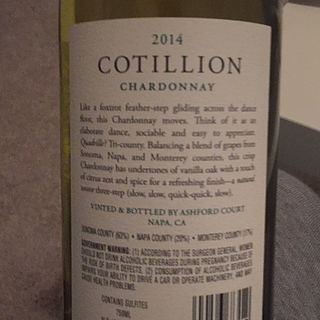 2014
COTILLION
CHARDONNAY
Like a foxtrot feather-step gliding across the dance
floor, this Chardonnay moves. Think of it as an
elaborate dance, sociable and easy to appreciate.
Quadrille? Tri-county. Balancing a blend of grapes from
Sonoma, Napa, and Monterey counties, this crisp
Chardonnay has undertones of vanilla oak with a touch
of citrus zest and spice for a refreshing finish—a natural
three-step (slow, slow, quick-quick, slow).
VINTED & BOTTLED BY ASHFORD COURT
NAPA, CA
SONOMA COUNTY (63%) • NAPA COUNTY (20%) • MONTEREY COUNTY (17%)
GOVERNMENT WARNING: (1) ACCORDING TO THE SURGEON GENERAL, WOMEN
SHOULD NOT DRINK ALCOHOLIC BEVERAGES DURING PREGNANCY BECAUSE OF
THE RISK OF BIRTH DEFECTS. (2) CONSUMPTION OF ALCOHOLIC BEVERAGES
IMPAIRS YOUR ABILITY TO DRIVE A CAR OR OPERATE MACHINERY, AND MAY
CAUSE HEALTH PROBLEMS.
CONTAINS SULFITES
750ML